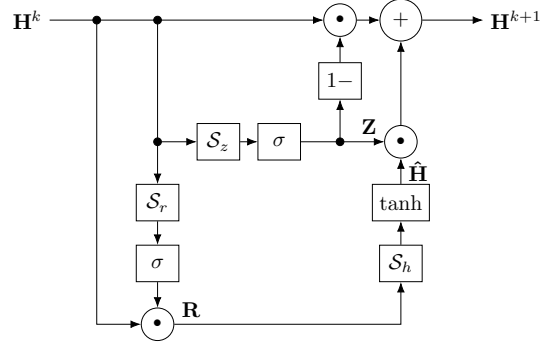 H^k + H^{k+1}
1−
Z
𝒮_z σ
Ĥ
𝒮_r tanh
σ 𝒮_h
R